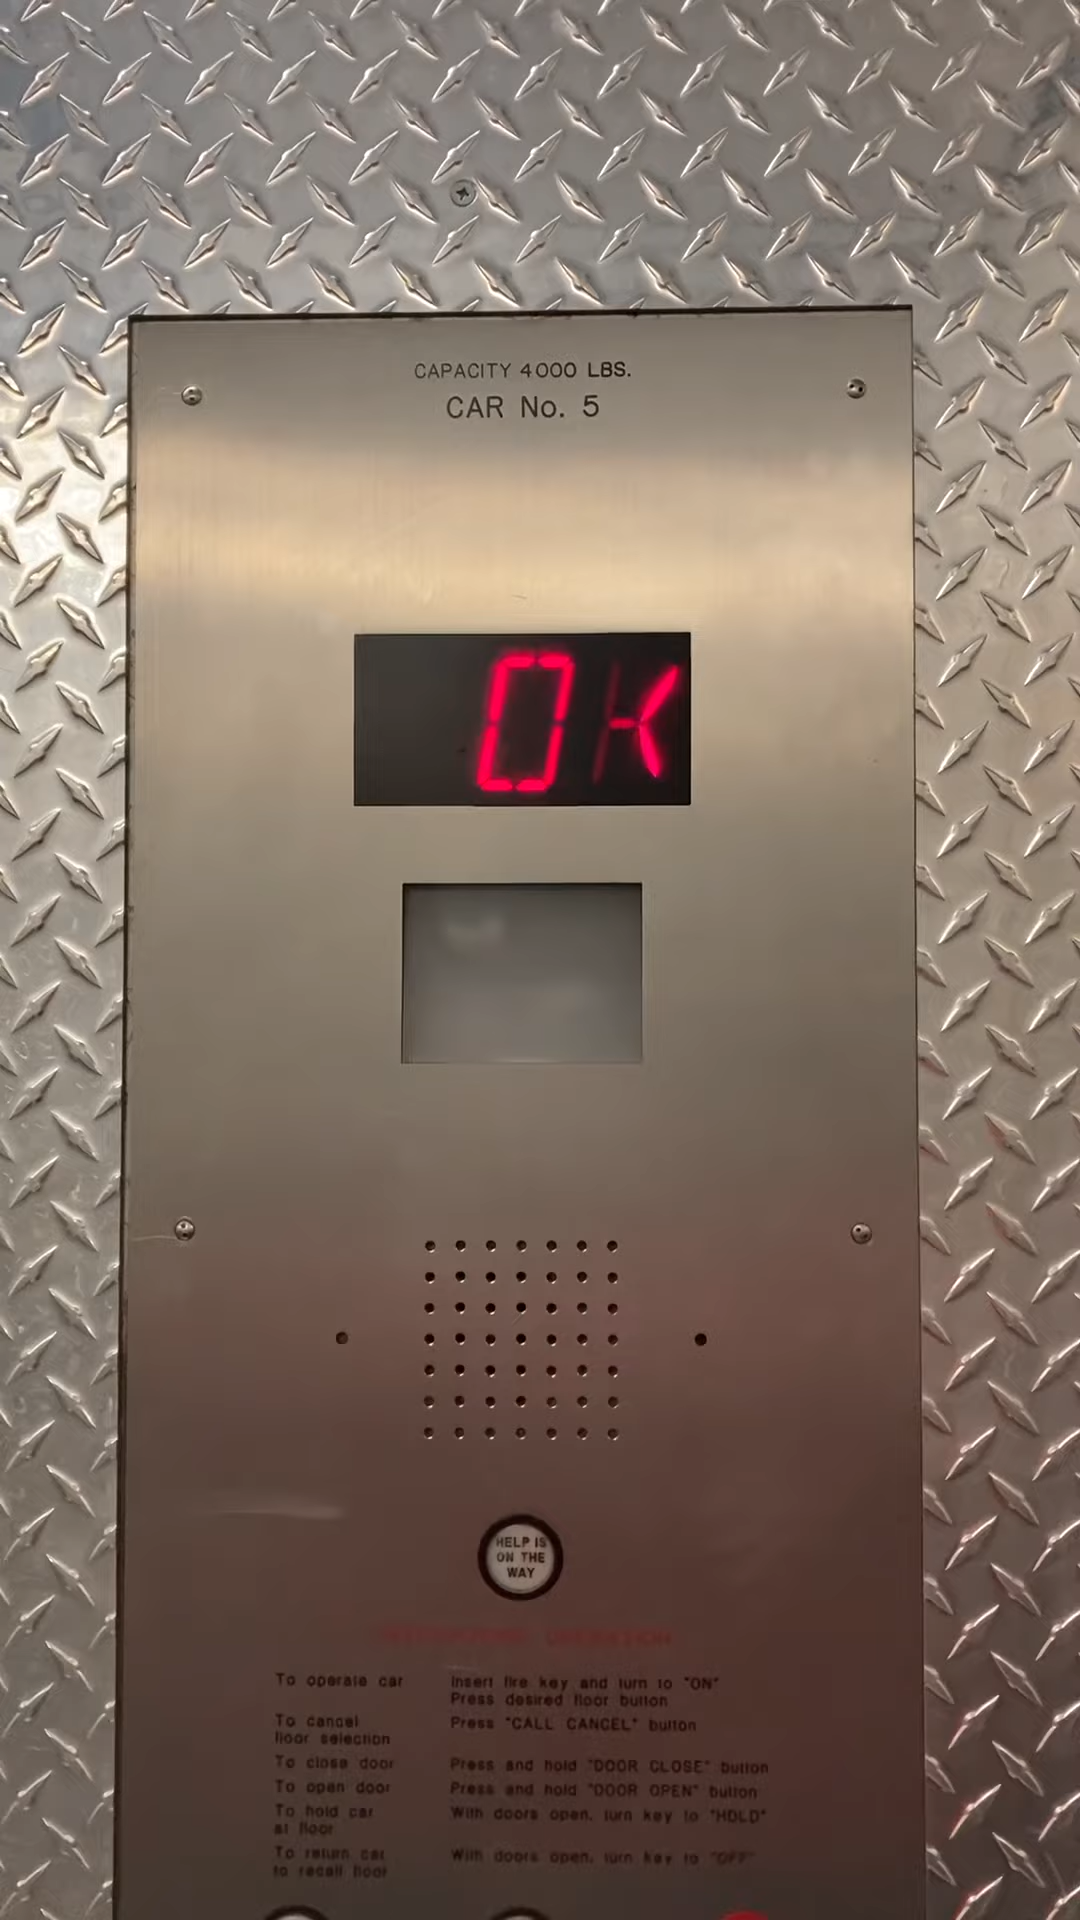 CAPACITY 4000 LBS.
CAR No. 5
OK
HELP IS
ON THE
WAY
OPERATION
To operate car Insert fire key and turn to "ON"
Press desired floor button
To cancel Press "CALL CANCEL" button
floor selection
To close door Press and hold "DOOR CLOSE" button
To open door Press and hold "DOOR OPEN" button
To hold car With doors open, turn key to "HOLD"
at floor
To return car With doors open, turn key to "OFF"
to recall floor